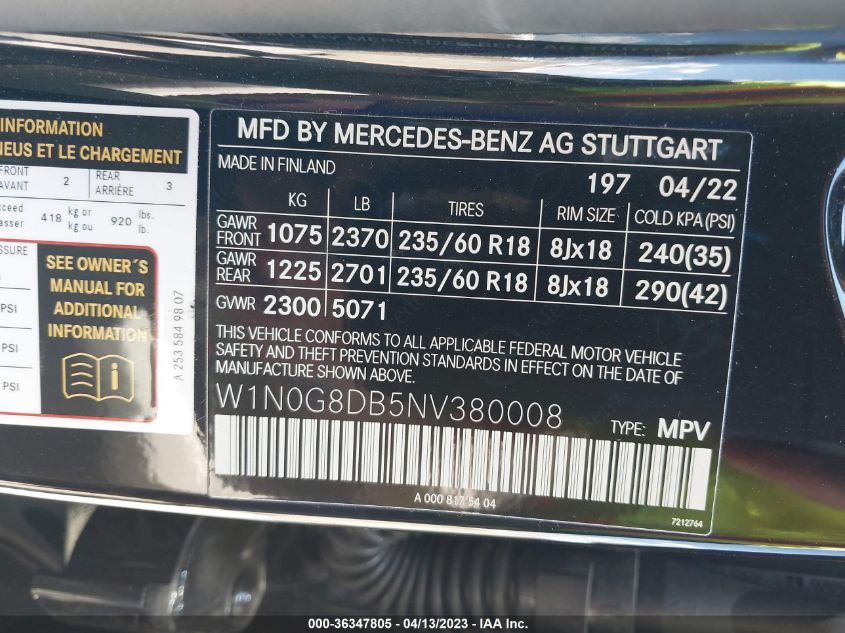 INFORMATION
NEUS ET LE CHARGEMENT
FRONT
AVANT 2 REAR
ARRIÈRE 3
418 kg or
kg ou 920 lbs.
lb.
SEE OWNER´S
MANUAL FOR
ADDITIONAL
INFORMATION
PSI
PSI
PSI
A 253 584 98 07
MFD BY MERCEDES-BENZ AG STUTTGART
MADE IN FINLAND
197 04/22
KG LB TIRES RIM SIZE COLD KPA(PSI)
GAWR
FRONT 1075 2370 235/60 R18 8Jx18 240(35)
GAWR
REAR 1225 2701 235/60 R18 8Jx18 290(42)
GVWR 2300 5071
THIS VEHICLE CONFORMS TO ALL APPLICABLE FEDERAL MOTOR VEHICLE
SAFETY AND THEFT PREVENTION STANDARDS IN EFFECT ON THE DATE OF
MANUFACTURE SHOWN ABOVE.
W1N0G8DB5NV380008
TYPE: MPV
A 000 817 54 04
7212764
000-36347805 - 04/13/2023 - IAA Inc.